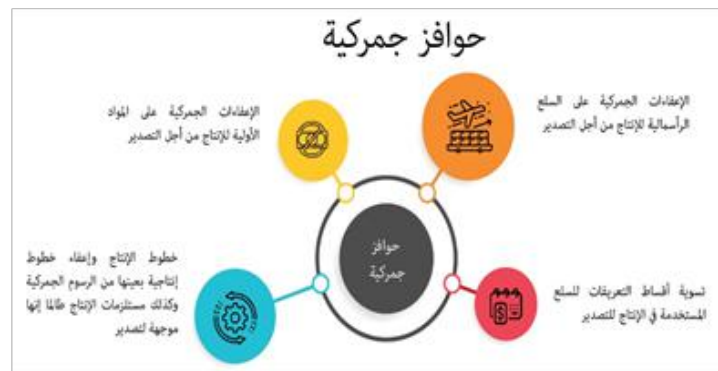 حوافز جمركية
الإعفاءات الجمركية على السلع
الرأسمالية للإنتاج من أجل التصدير
الإعفاءات الجمركية على المواد
الأولية للإنتاج من أجل التصدير
حوافز
جمركية
تسوية أقساط التعريفات للسلع
المستخدمة في الإنتاج للتصدير
خطوط الإنتاج وإعفاء خطوط
إنتاجية بعينها من الرسوم الجمركية
وكذلك مستلزمات الإنتاج طالما إنها
موجهة لتصدير